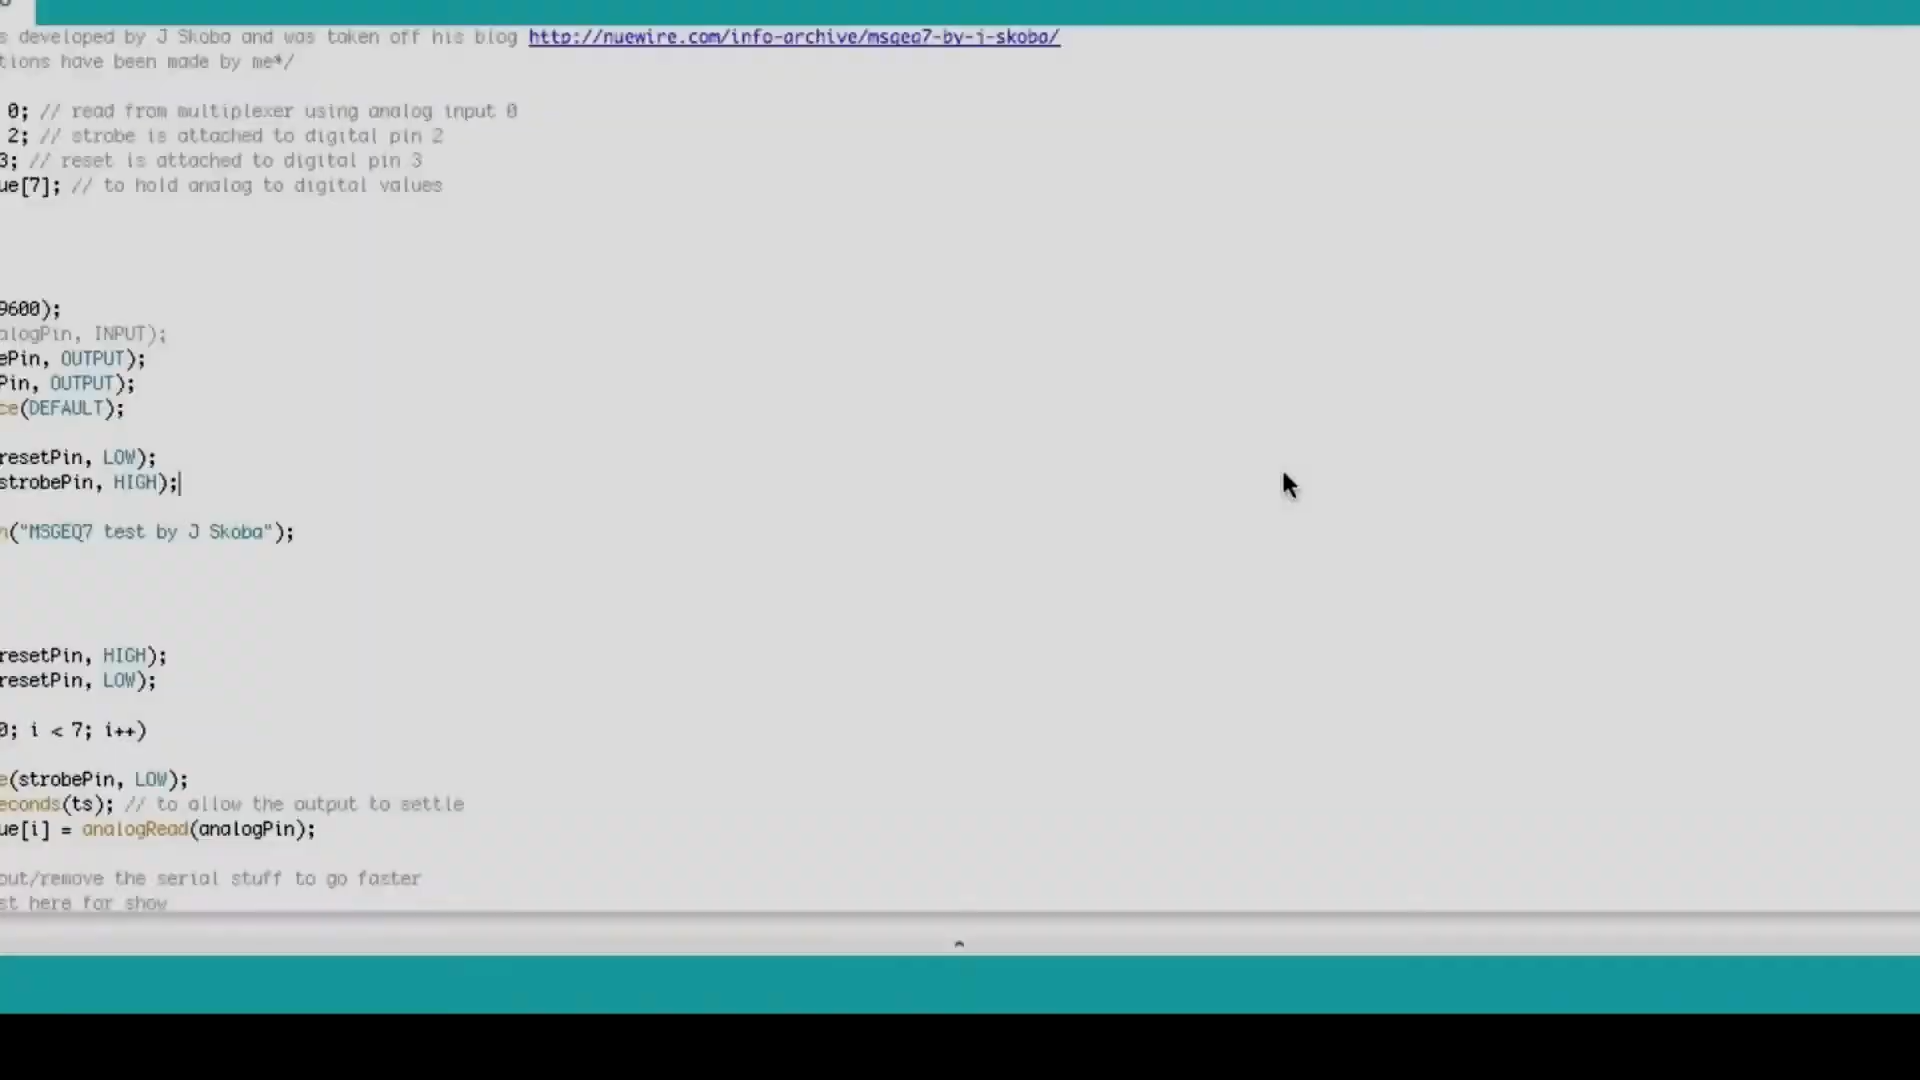 s developed by J Skoba and was taken off his blog http://nuewire.com/info-archive/msgeq7-by-j-skoba/
tions have been made by me*/
0; // read from multiplexer using analog input 0
2; // strobe is attached to digital pin 2
3; // reset is attached to digital pin 3
ue[7]; // to hold analog to digital values
9600);
alogPin, INPUT);
ePin, OUTPUT);
Pin, OUTPUT);
ce(DEFAULT);
resetPin, LOW);
strobePin, HIGH);
n("MSGEQ7 test by J Skoba");
resetPin, HIGH);
resetPin, LOW);
0; i < 7; i++)
e(strobePin, LOW);
econds(ts); // to allow the output to settle
ue[i] = analogRead(analogPin);
out/remove the serial stuff to go faster
st here for show